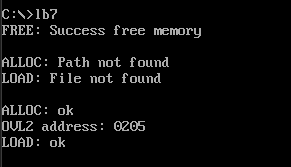 C:\>lb7
FREE: Success free memory
ALLOC: Path not found
LOAD: File not found
ALLOC: ok
OVL2 address: 0205
LOAD: ok